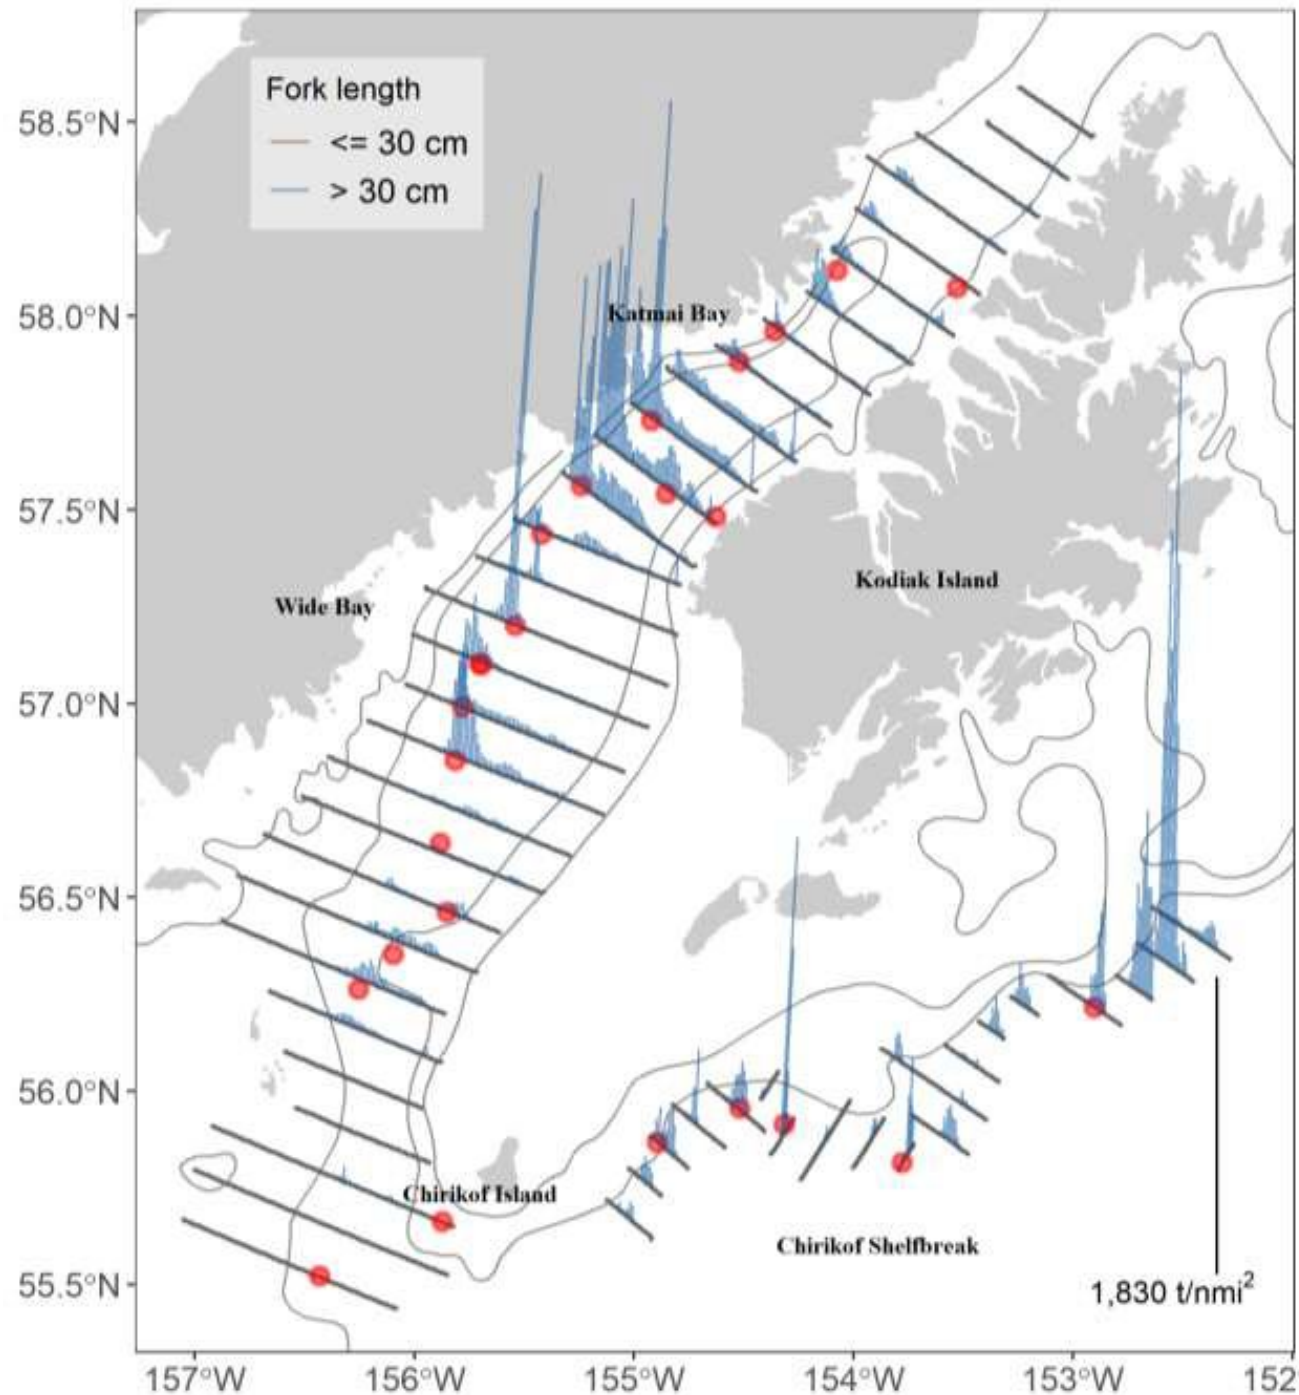 Fork length
<= 30 cm
> 30 cm
58.5°N
58.0°N
57.5°N
57.0°N
56.5°N
56.0°N
55.5°N
Katmai Bay
Kodiak Island
Wide Bay
Chirikof Island
Chirikof Shelfbreak
1,830 t/nmi²
157°W
156°W
155°W
154°W
153°W
152